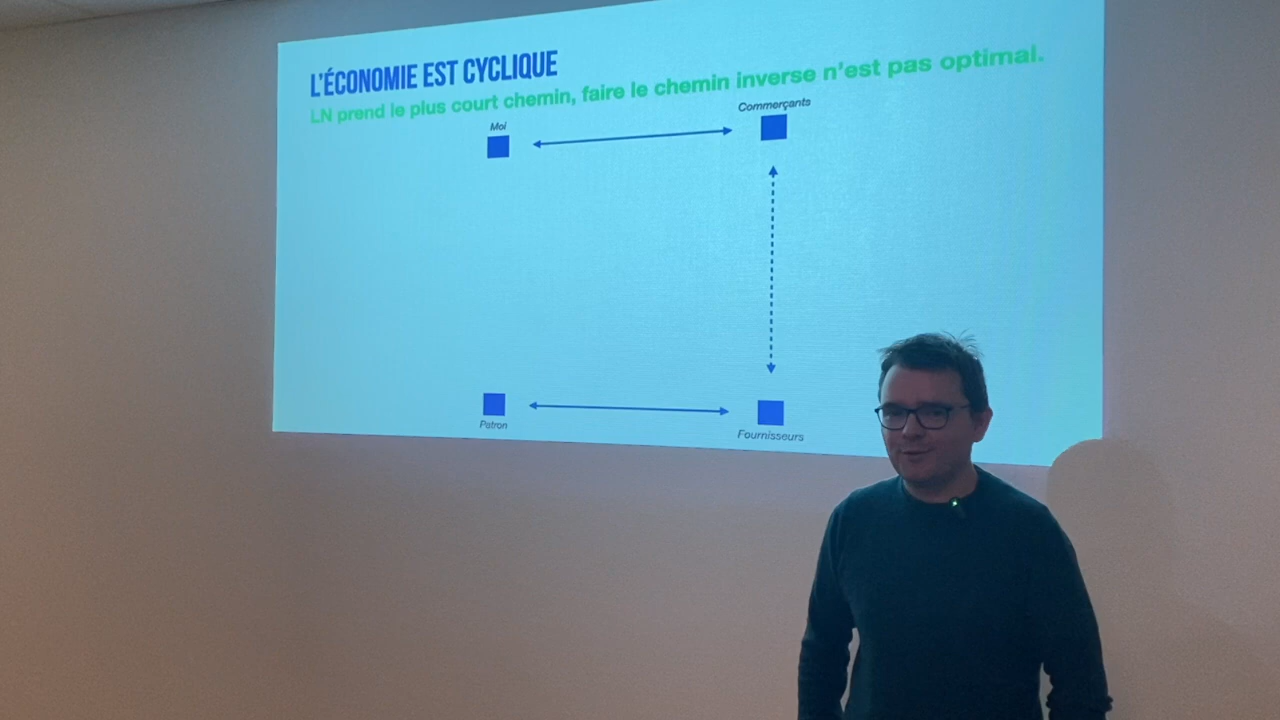 L'ÉCONOMIE EST CYCLIQUE
LN prend le plus court chemin, faire le chemin inverse n'est pas optimal.
Moi
Commerçants
Patron
Fournisseurs